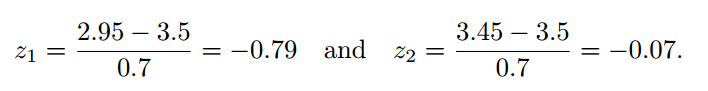 z₁ = (2.95 − 3.5)/0.7 = −0.79 and z₂ = (3.45 − 3.5)/0.7 = −0.07.